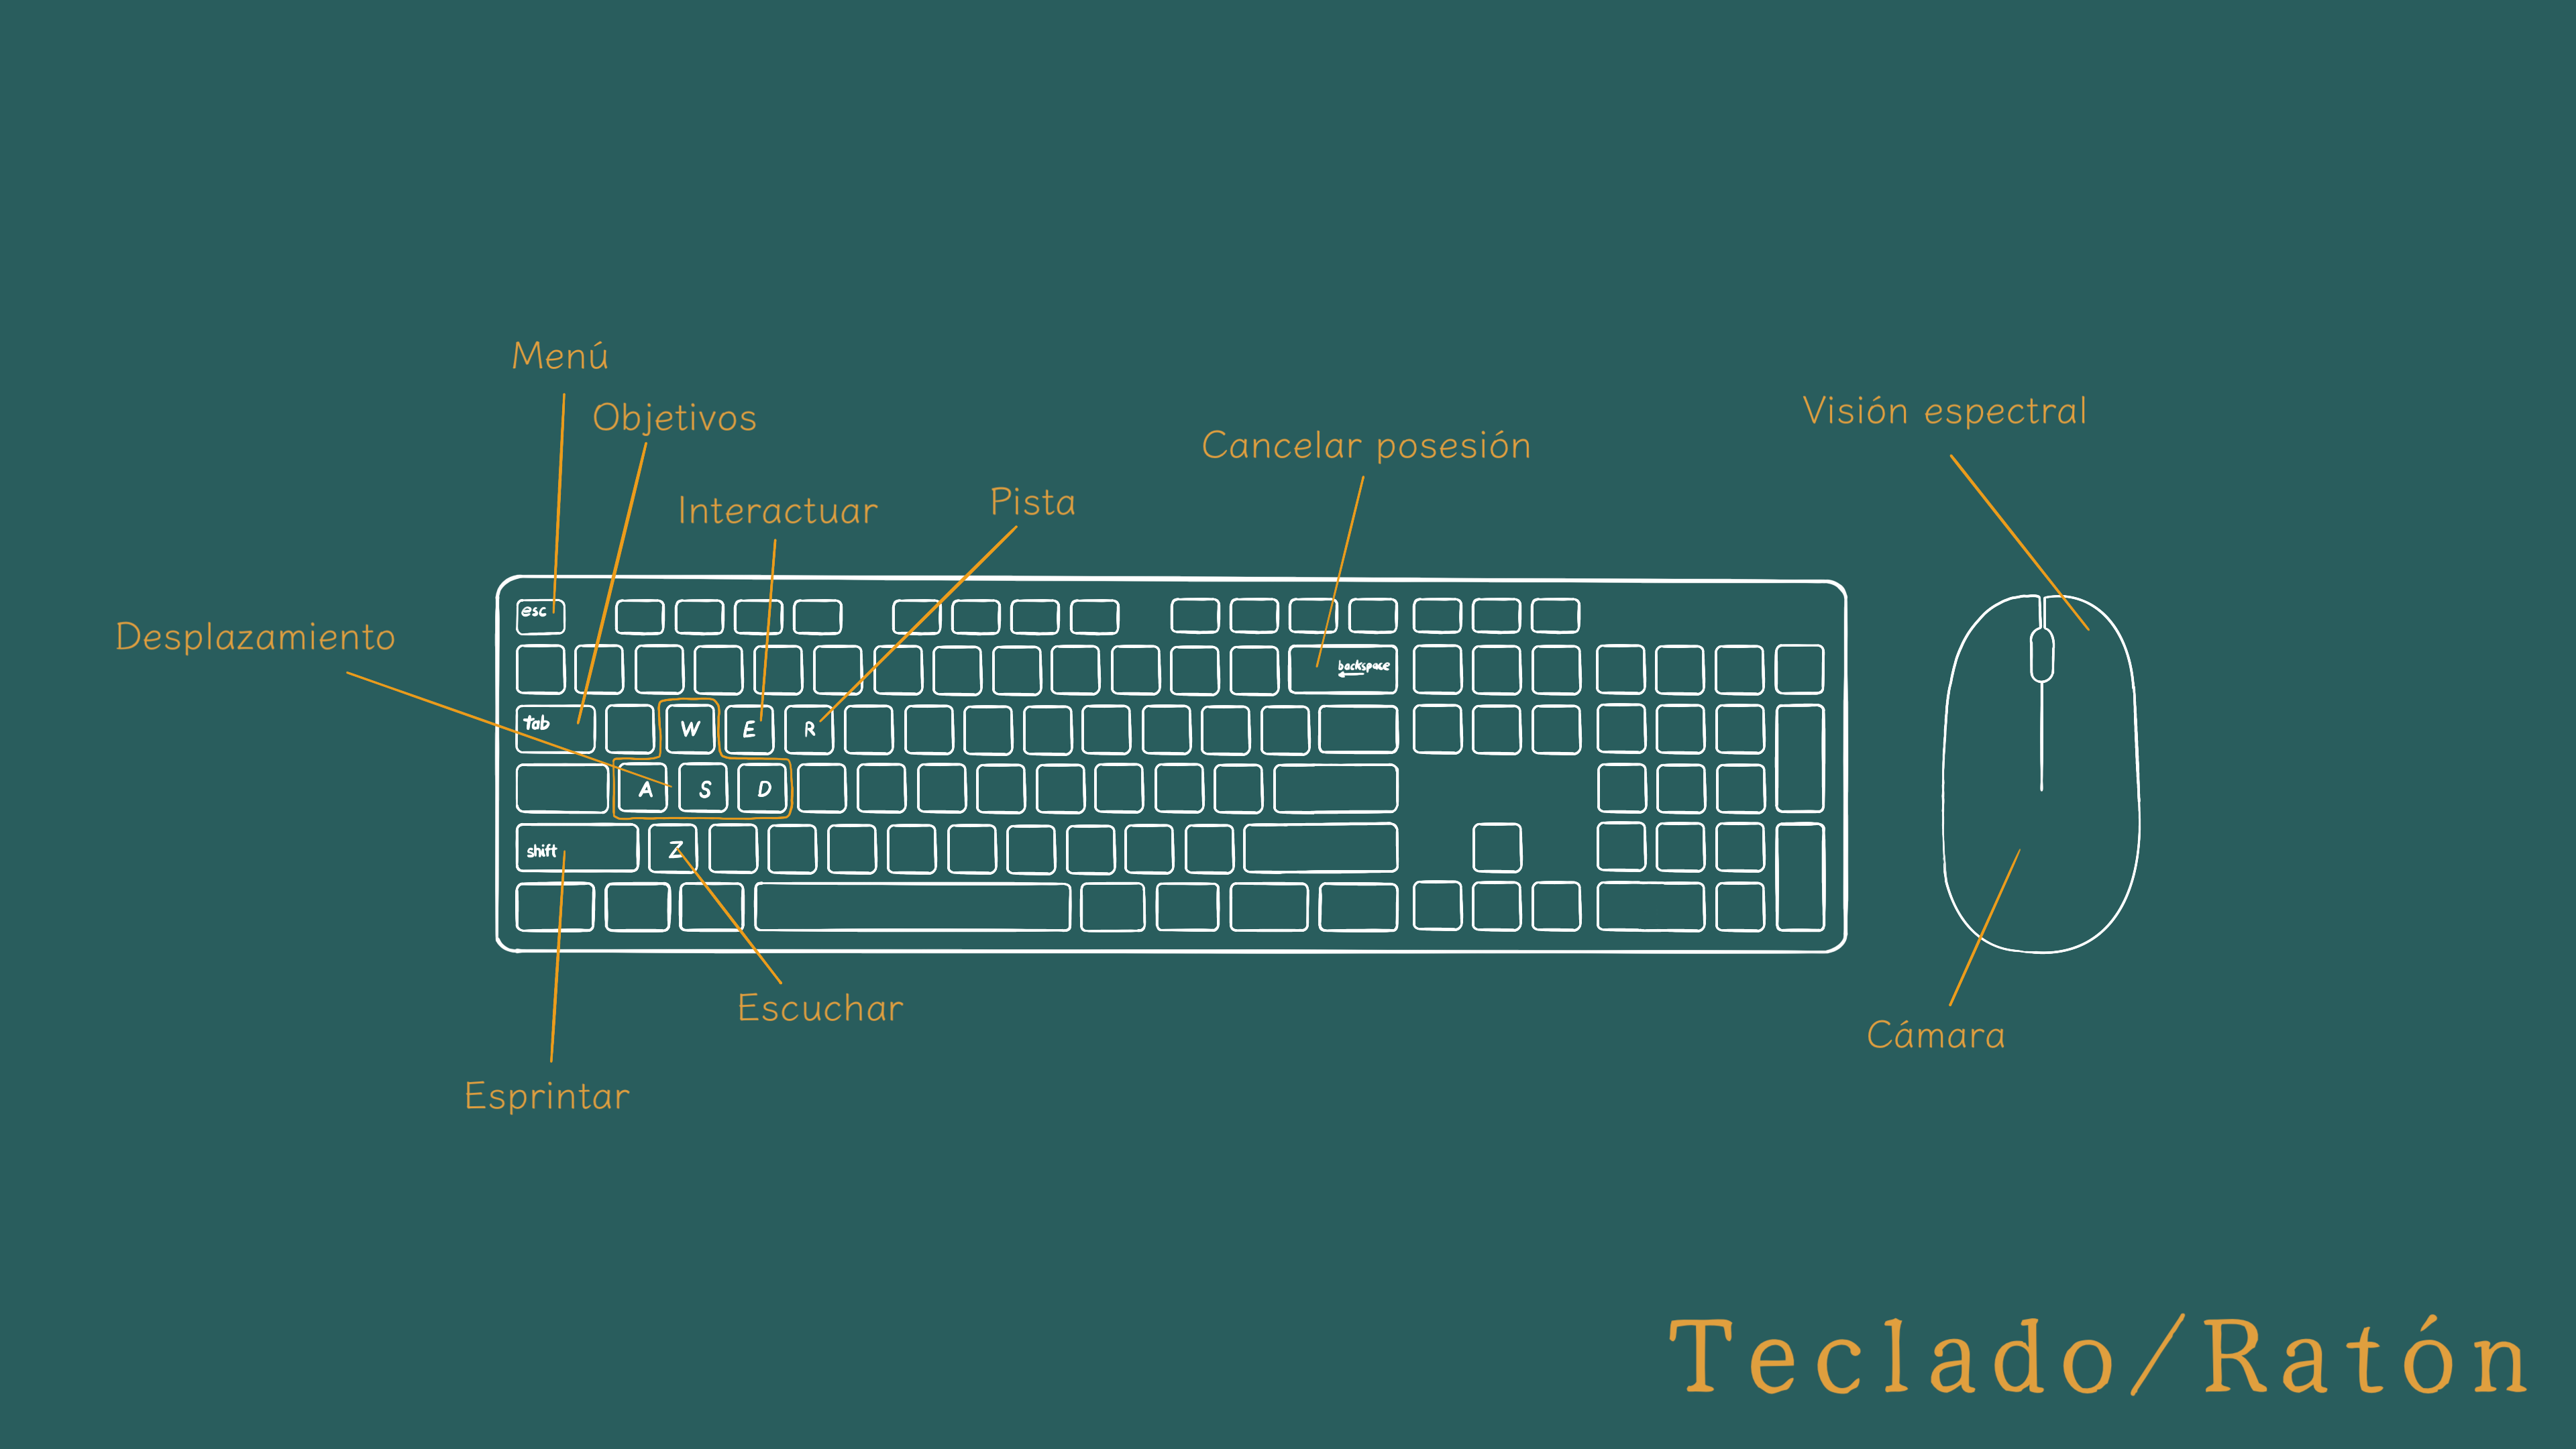 Menú
Objetivos
Visión espectral
Cancelar posesión
Interactuar
Pista
Desplazamiento
esc
backspace
tab
W
E
R
A
S
D
shift
Z
Escuchar
Cámara
Esprintar
Teclado/Ratón